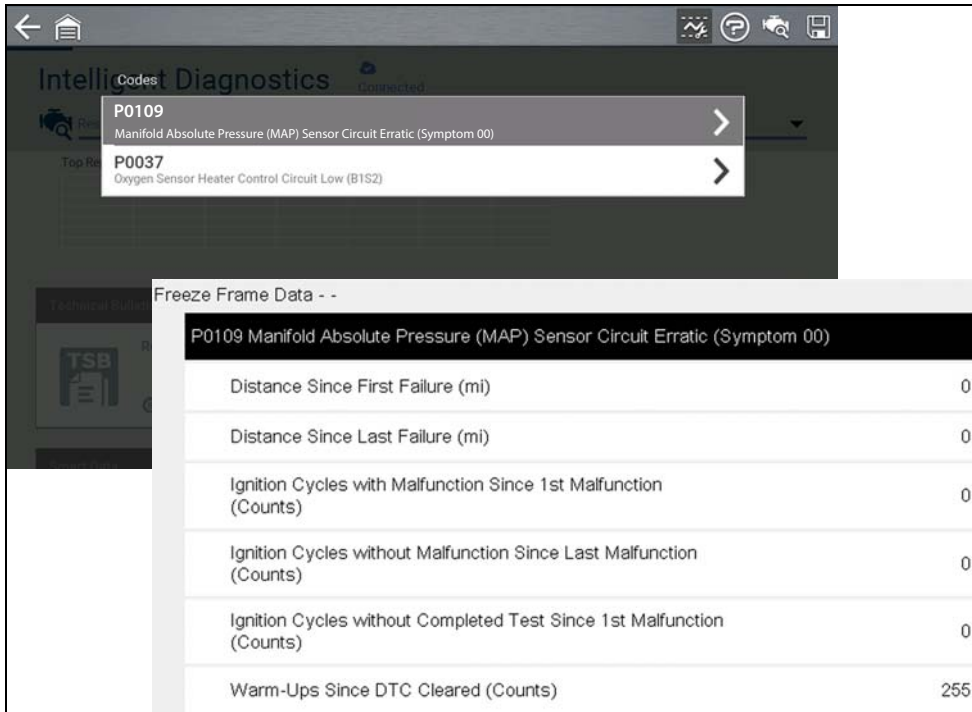 Intelligent Diagnostics
Connected
Codes
P0109
Manifold Absolute Pressure (MAP) Sensor Circuit Erratic (Symptom 00)
P0037
Oxygen Sensor Heater Control Circuit Low (B1S2)
Top Re
Technical Bulletin
TSB
Smart Data
Freeze Frame Data - -
P0109 Manifold Absolute Pressure (MAP) Sensor Circuit Erratic (Symptom 00)
Distance Since First Failure (mi) 0
Distance Since Last Failure (mi) 0
Ignition Cycles with Malfunction Since 1st Malfunction
(Counts) 0
Ignition Cycles without Malfunction Since Last Malfunction
(Counts) 0
Ignition Cycles without Completed Test Since 1st Malfunction
(Counts) 0
Warm-Ups Since DTC Cleared (Counts) 255